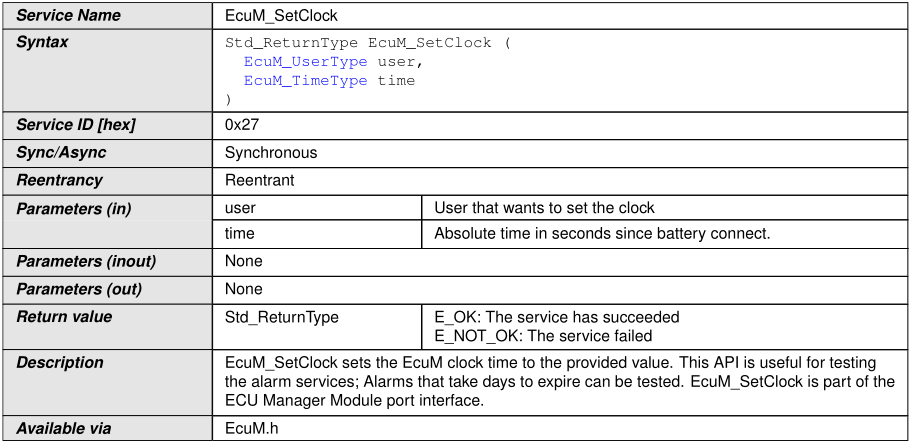 Service Name EcuM_SetClock
Syntax Std_ReturnType EcuM_SetClock (
EcuM_UserType user,
EcuM_TimeType time
)
Service ID [hex] 0x27
Sync/Async Synchronous
Reentrancy Reentrant
Parameters (in) user User that wants to set the clock
time Absolute time in seconds since battery connect.
Parameters (inout) None
Parameters (out) None
Return value Std_ReturnType E_OK: The service has succeeded
E_NOT_OK: The service failed
Description EcuM_SetClock sets the EcuM clock time to the provided value. This API is useful for testing
the alarm services; Alarms that take days to expire can be tested. EcuM_SetClock is part of the
ECU Manager Module port interface.
Available via EcuM.h